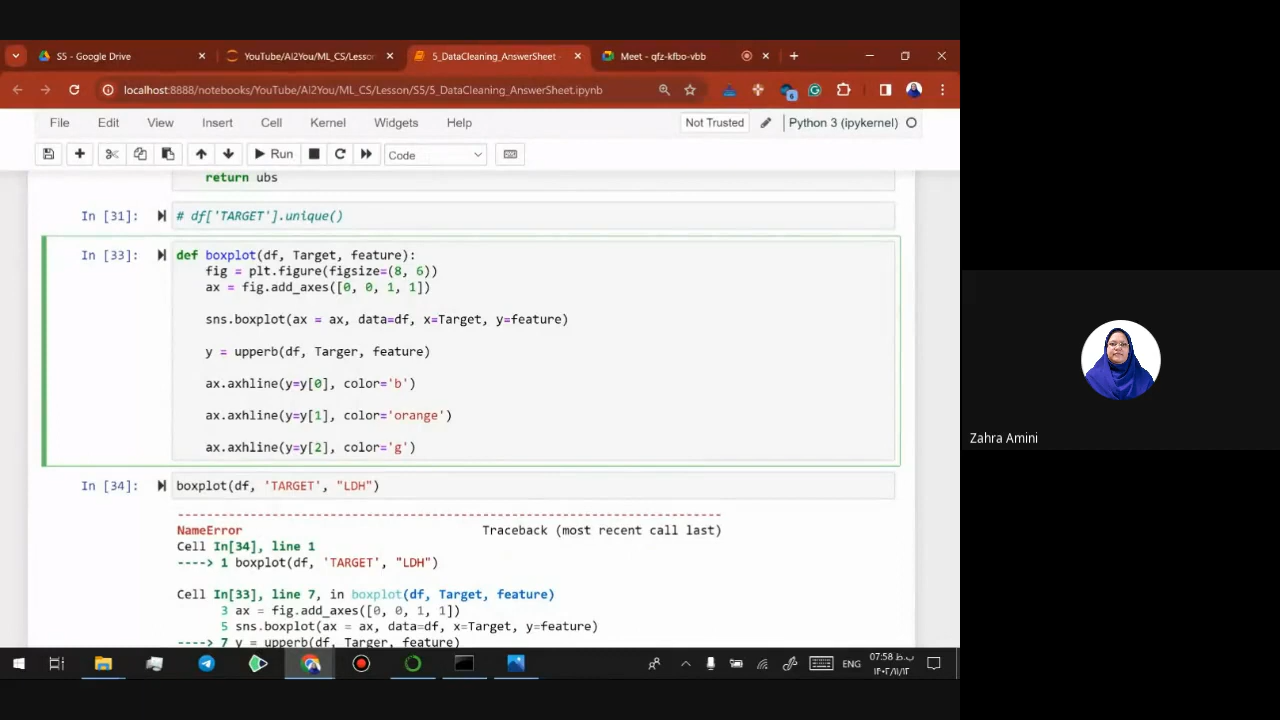 S5 - Google Drive
YouTube/AI2You/ML_CS/Lesson
5_DataCleaning_AnswerSheet -
Meet - qfz-kfbo-vbb
localhost:8888/notebooks/YouTube/AI2You/ML_CS/Lesson/S5/5_DataCleaning_AnswerSheet.ipynb
6
File Edit View Insert Cell Kernel Widgets Help
Not Trusted
Python 3 (ipykernel)
Run
Code
return ubs
In [31]: # df['TARGET'].unique()
In [33]: def boxplot(df, Target, feature):
fig = plt.figure(figsize=(8, 6))
ax = fig.add_axes([0, 0, 1, 1])
sns.boxplot(ax = ax, data=df, x=Target, y=feature)
y = upperb(df, Targer, feature)
ax.axhline(y=y[0], color='b')
ax.axhline(y=y[1], color='orange')
ax.axhline(y=y[2], color='g')
In [34]: boxplot(df, 'TARGET', "LDH")
---------------------------------------------------------------------------
NameError Traceback (most recent call last)
Cell In[34], line 1
----> 1 boxplot(df, 'TARGET', "LDH")
Cell In[33], line 7, in boxplot(df, Target, feature)
3 ax = fig.add_axes([0, 0, 1, 1])
5 sns.boxplot(ax = ax, data=df, x=Target, y=feature)
----> 7 y = upperb(df, Targer, feature)
ENG
07:58 ب.ظ
۱۴۰۲/۱۱/۱۲
Zahra Amini